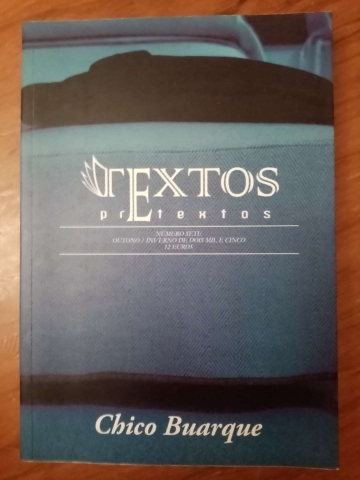 TEXTOS
prEtextos
NÚMERO SETE
OUTONO / INVERNO DE DOIS MIL E CINCO
12 EUROS
Chico Buarque